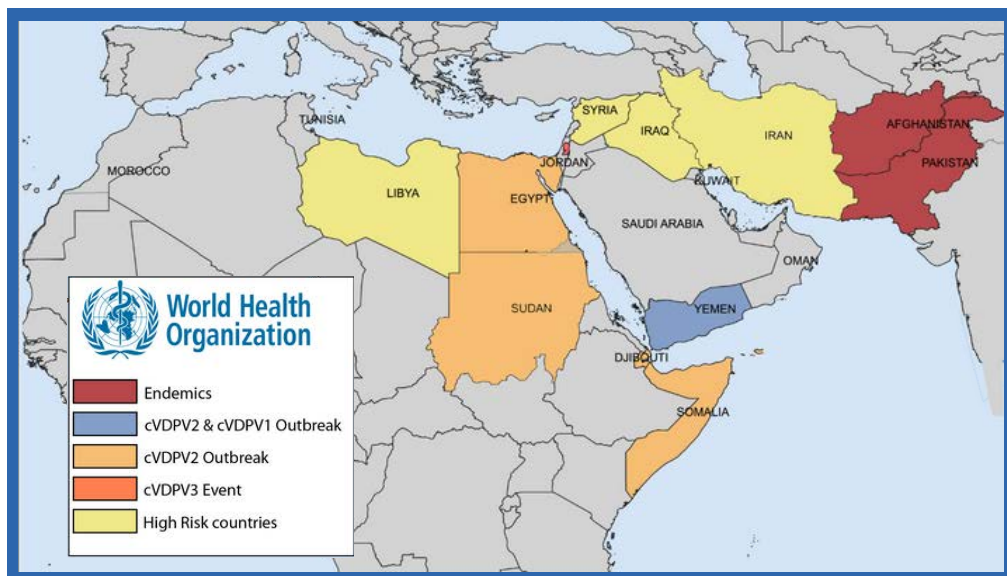 TUNISIA
SYRIA
AFGHANISTAN
IRAQ
IRAN
JORDAN
PAKISTAN
MOROCCO
KUWAIT
LIBYA
EGYPT
SAUDI ARABIA
OMAN
SUDAN
YEMEN
DJIBOUTI
SOMALIA
World Health
Organization
Endemics
cVDPV2 & cVDPV1 Outbreak
cVDPV2 Outbreak
cVDPV3 Event
High Risk countries